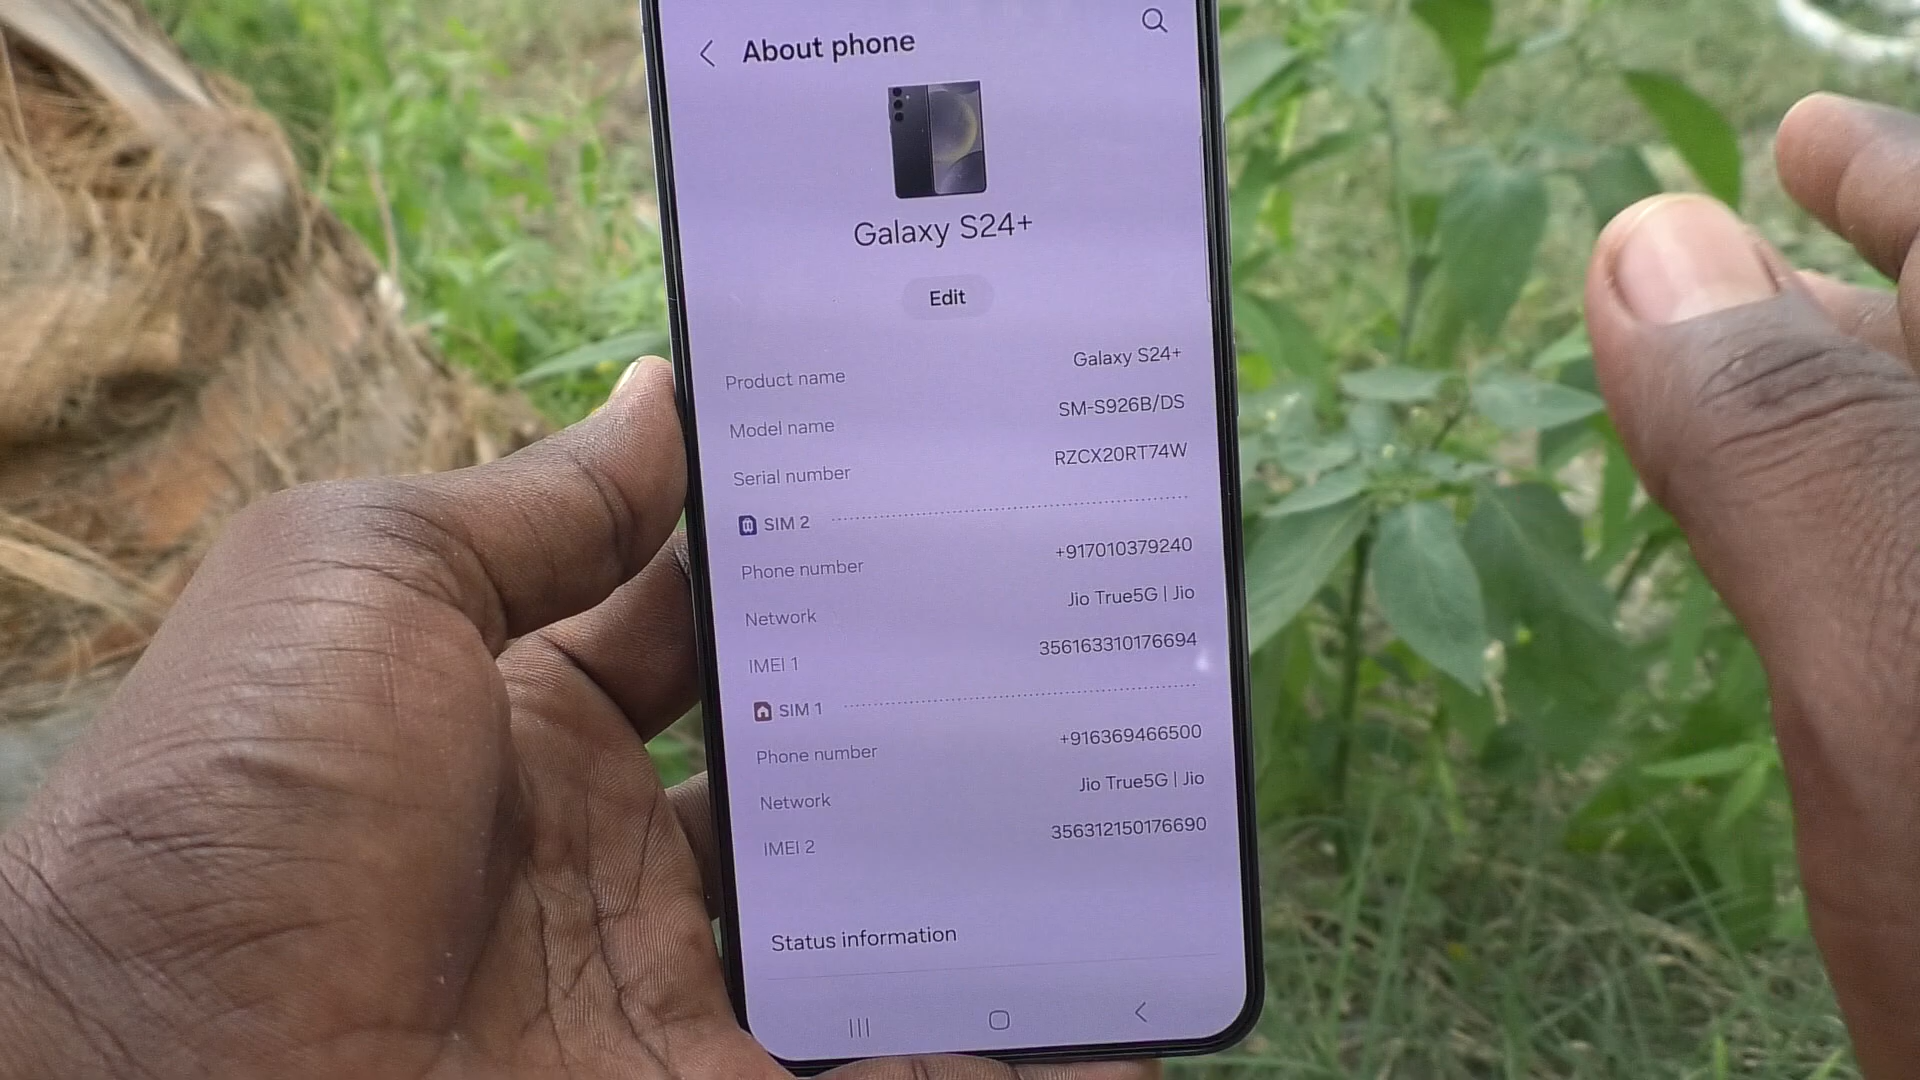 About phone
Galaxy S24+
Edit
Product name Galaxy S24+
Model name SM-S926B/DS
Serial number RZCX20RT74W
SIM 2
Phone number +917010379240
Network Jio True5G | Jio
IMEI 1 356163310176694
SIM 1
Phone number +916369466500
Network Jio True5G | Jio
IMEI 2 356312150176690
Status information